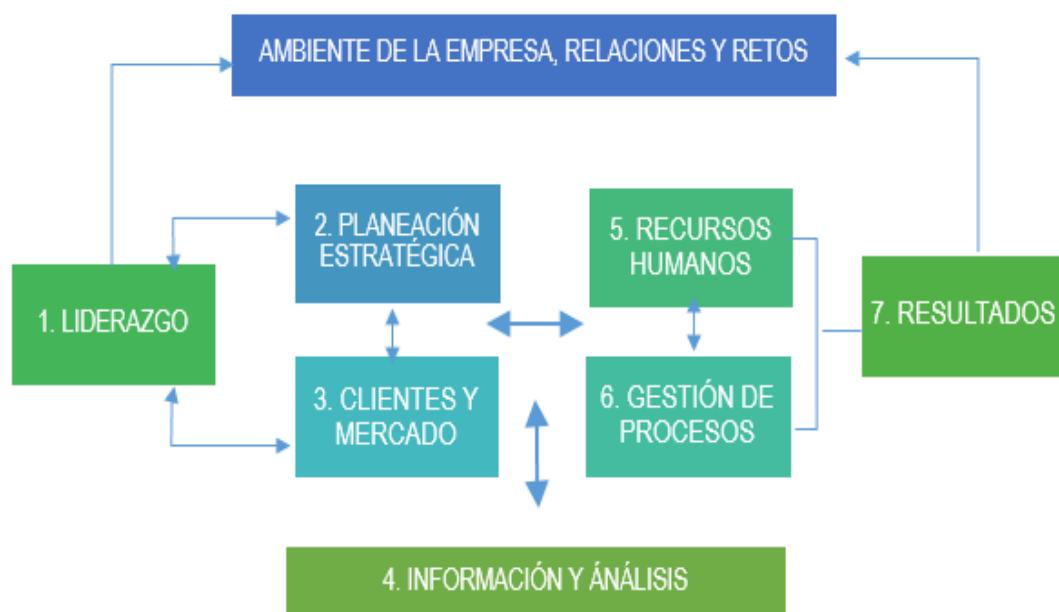 AMBIENTE DE LA EMPRESA, RELACIONES Y RETOS
1. LIDERAZGO
2. PLANEACIÓN
ESTRATÉGICA
3. CLIENTES Y
MERCADO
5. RECURSOS
HUMANOS
6. GESTIÓN DE
PROCESOS
7. RESULTADOS
4. INFORMACIÓN Y ÁNÁLISIS